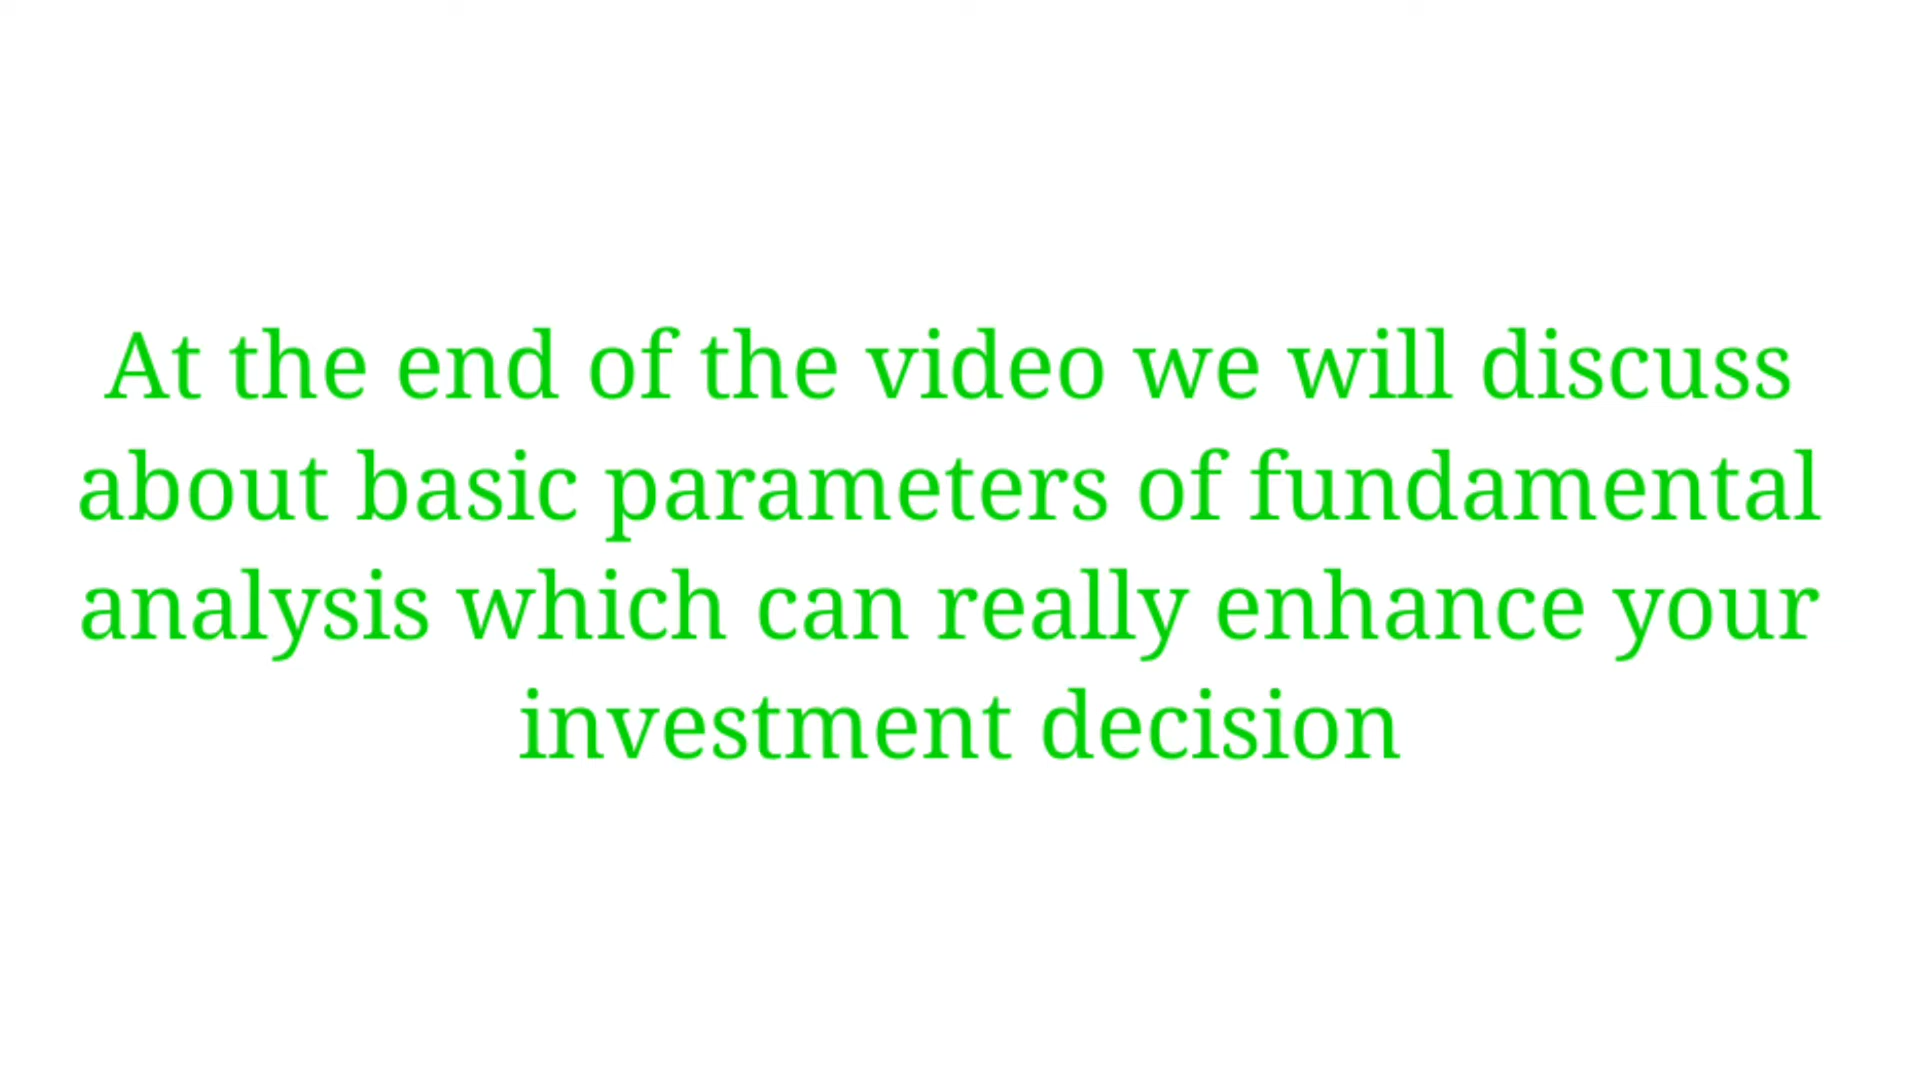 At the end of the video we will discuss
about basic parameters of fundamental
analysis which can really enhance your
investment decision